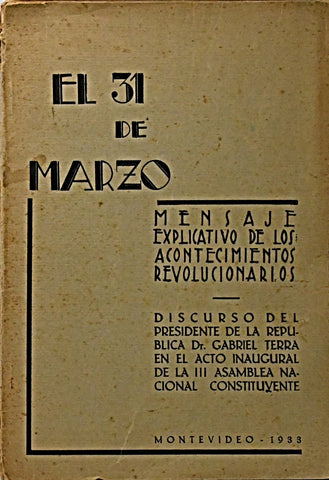 EL 31
DE
MARZO
MENSAJE
EXPLICATIVO DE LOS
ACONTECIMIENTOS
REVOLUCIONARIOS
DISCURSO DEL
PRESIDENTE DE LA REPU-
BLICA Dr. GABRIEL TERRA
EN EL ACTO INAUGURAL
DE LA III ASAMBLEA NA-
CIONAL CONSTITUYENTE
MONTEVIDEO - 1933